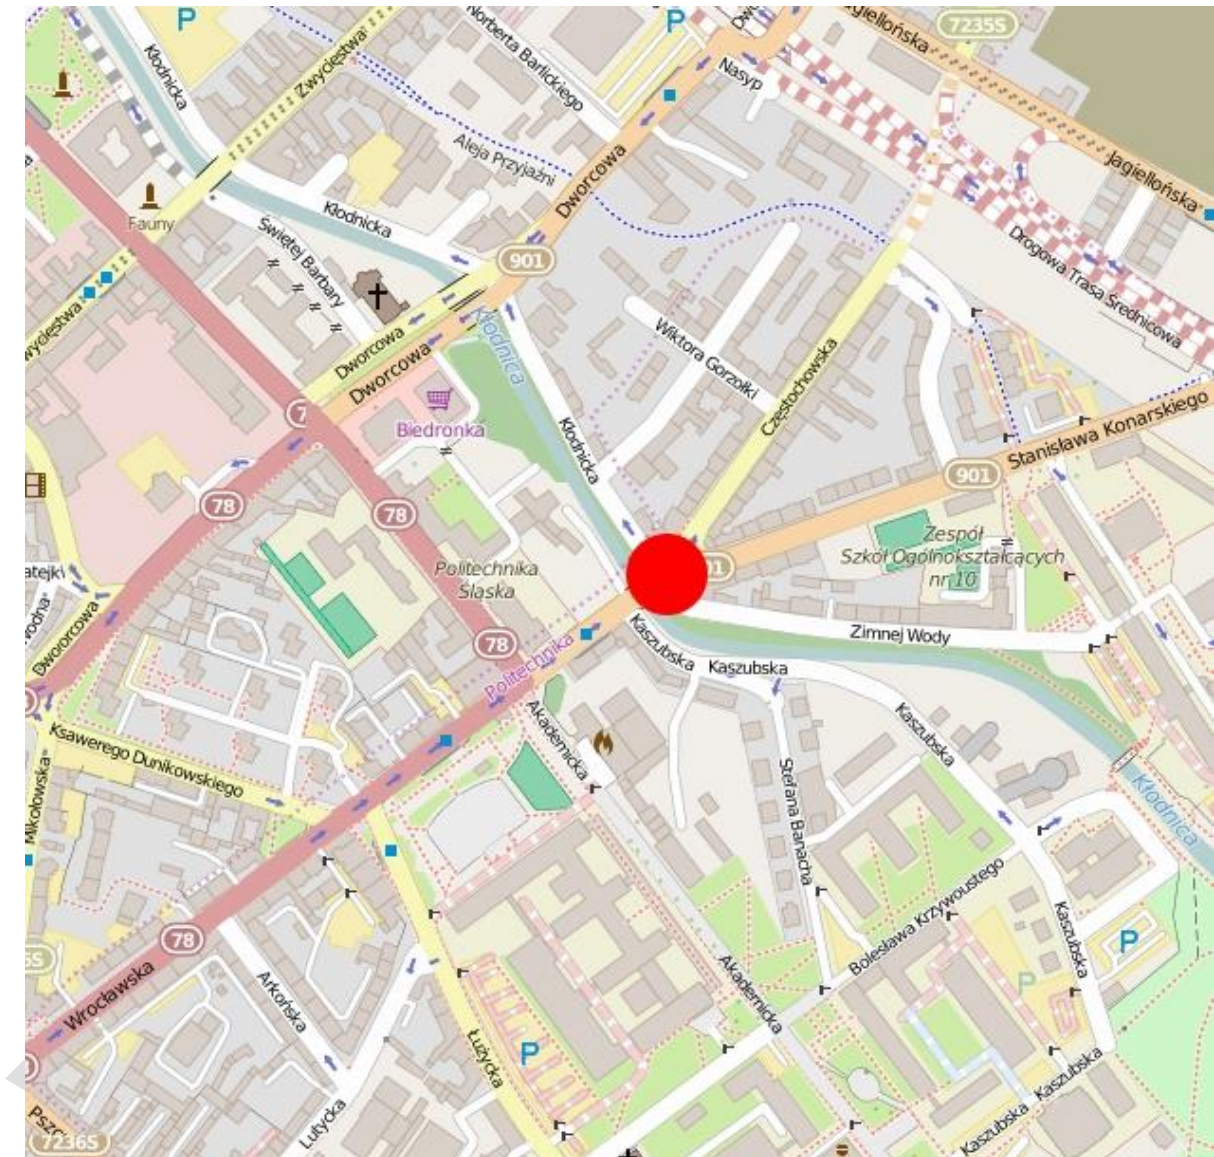 P
P
7235S
Jagiellońska
Norberta Barlickiego
Zwycięstwa
Kłodnicka
Nasyp
Aleja Przyjaźni
Dworcowa
Jagiellońska
Fauny
Kłodnicka
Świętej Barbary
901
Drogowa Trasa Średnicowa
Dworcowa
Kłodnica
Wiktora Gorzołki
Dworcowa
Częstochowska
Biedronka
Kłodnicka
Stanisława Konarskiego
901
78
78
Zespół
Szkół Ogólnokształcących
nr 10
Politechnika
Śląska
Dworcowa
78
Zimnej Wody
Politechnika
Kaszubska
Kaszubska
Ksawerego Dunikowskiego
Akademicka
Kaszubska
Mikołowska
Stefana Banacha
Kłodnica
78
Bolesława Krzywoustego
Kaszubska
P
P
Wrocławska
Arkońska
Akademicka
Łużycka
P
Kaszubska
Kaszubska
Lutycka
7236S